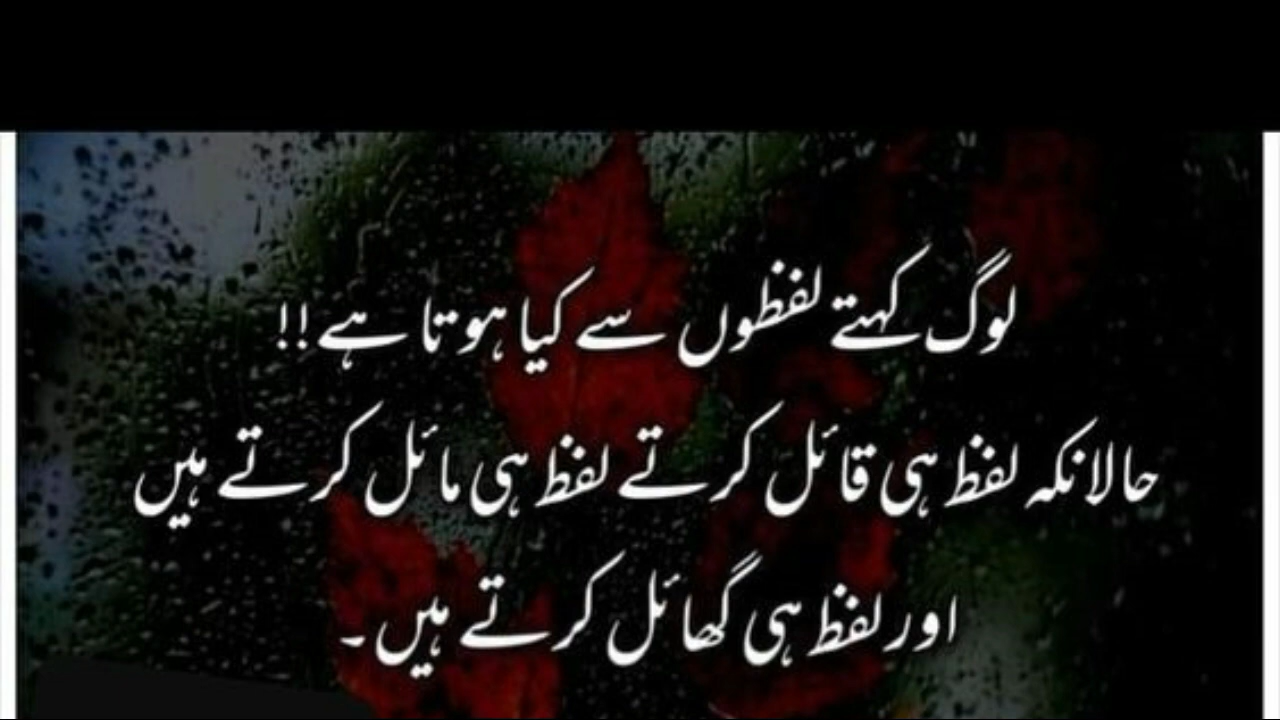 لوگ کہتے لفظوں سے کیا ہوتا ہے!!
حالانکہ لفظ ہی قائل کرتے لفظ ہی مائل کرتے ہیں
اور لفظ ہی گھائل کرتے ہیں۔